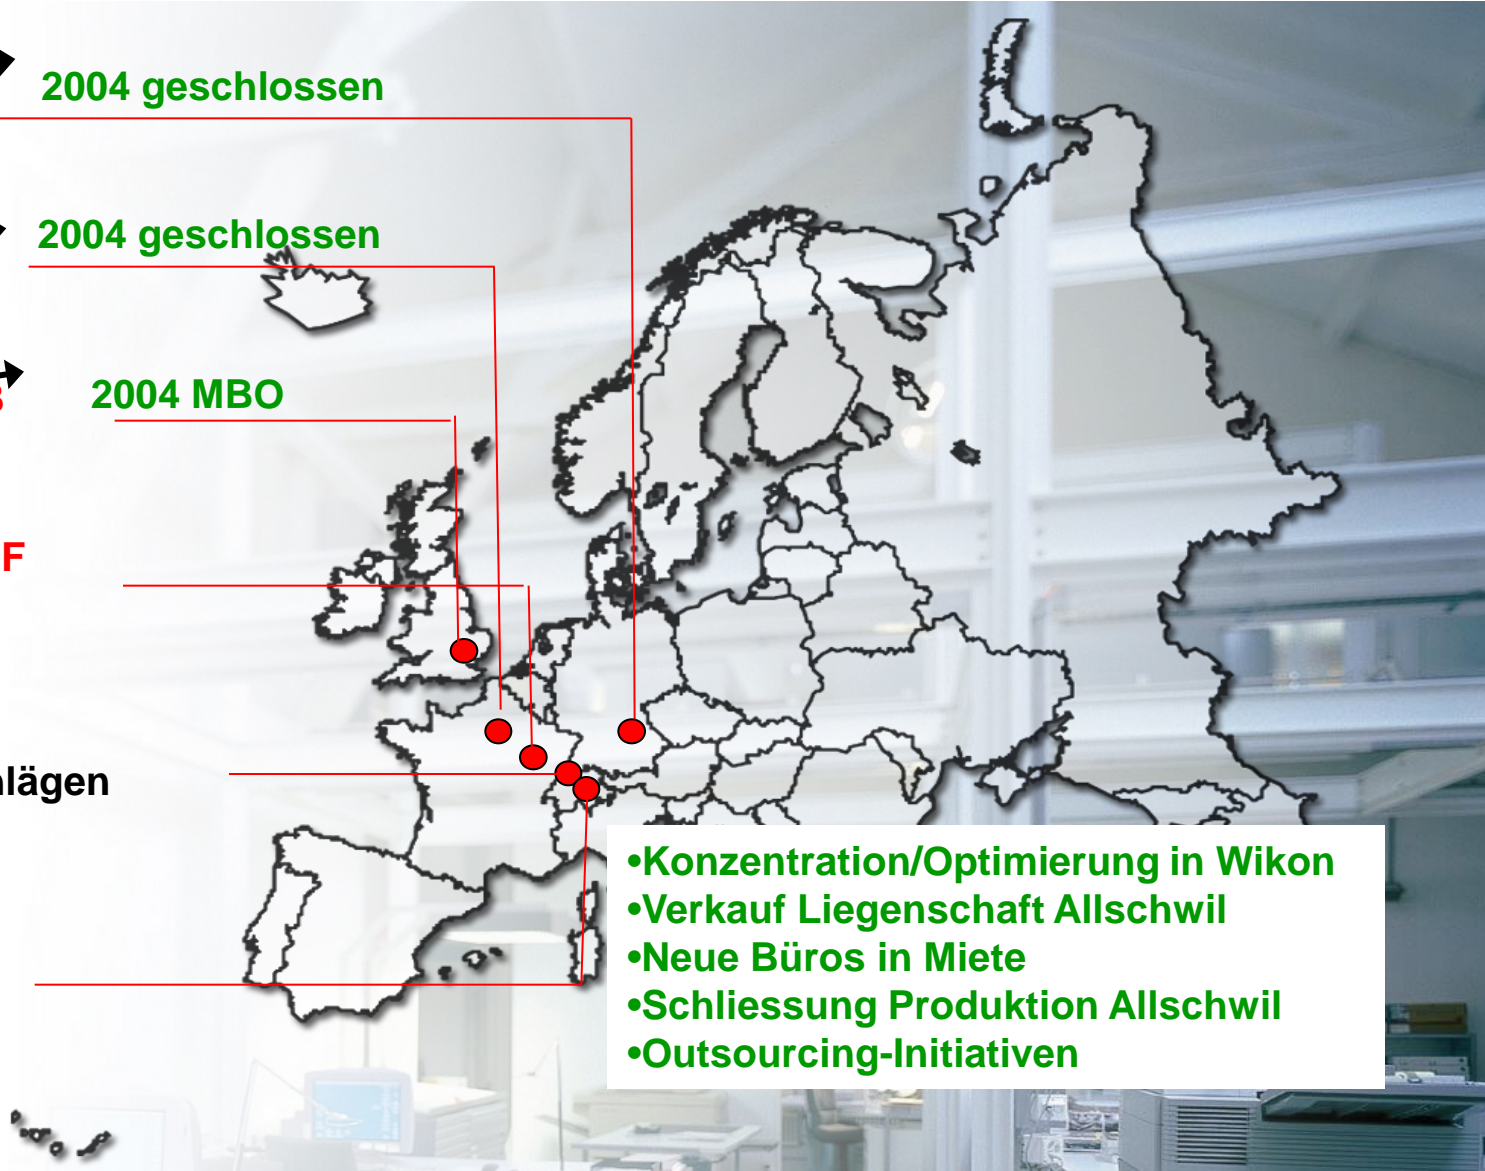 2004 geschlossen
2004 geschlossen
2004 MBO
F
•Konzentration/Optimierung in Wikon
•Verkauf Liegenschaft Allschwil
•Neue Büros in Miete
•Schliessung Produktion Allschwil
•Outsourcing-Initiativen